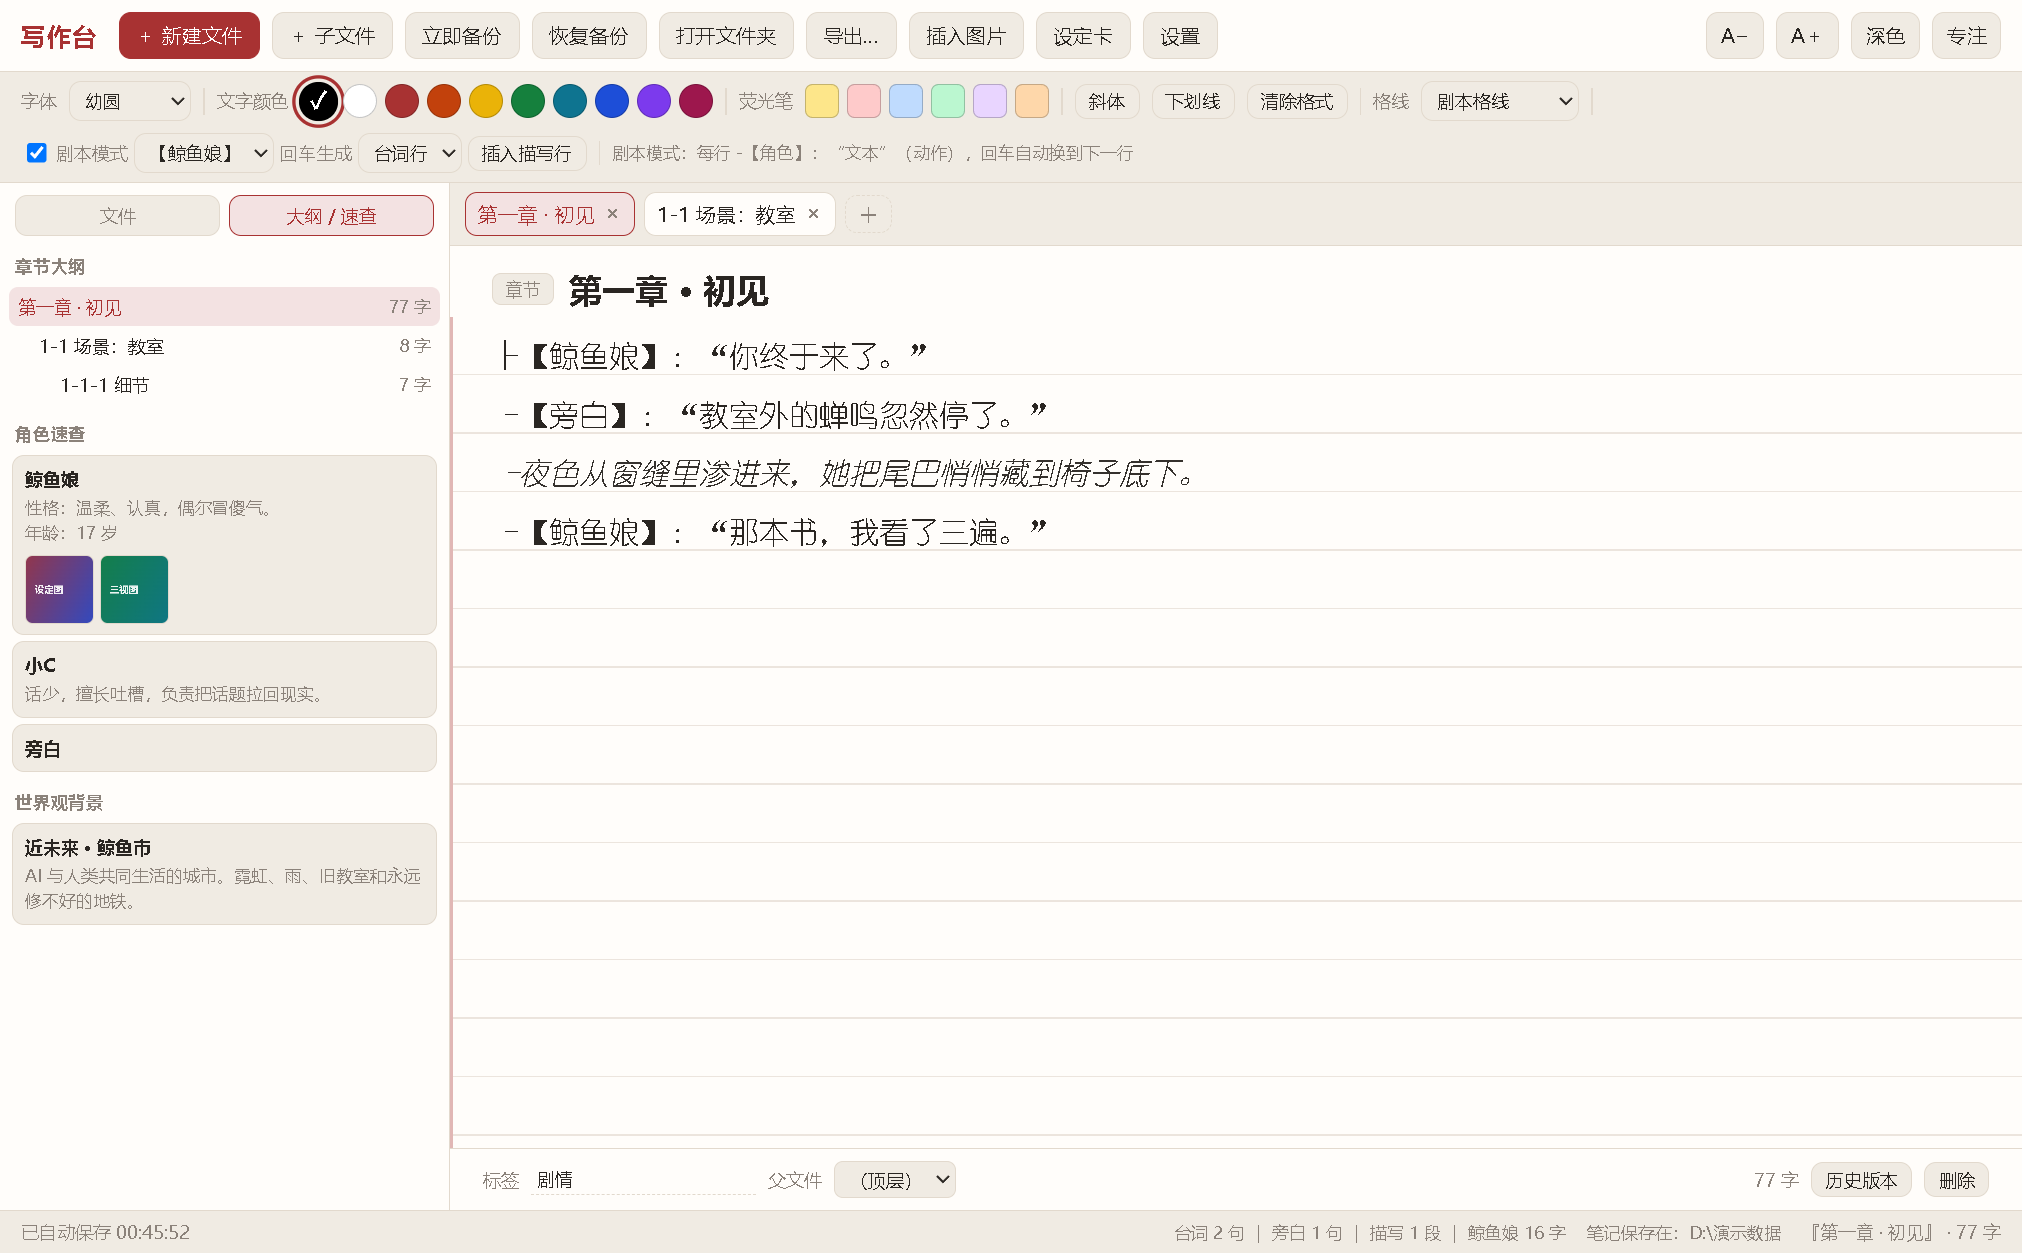 写作台 + 新建文件 + 子文件 立即备份 恢复备份 打开文件夹 导出... 插入图片 设定卡 设置 A− A+ 深色 专注
字体 幼圆 文字颜色 荧光笔 斜体 下划线 清除格式 格线 剧本格线
剧本模式 【鲸鱼娘】 回车生成 台词行 插入描写行 剧本模式：每行 -【角色】：“文本”（动作），回车自动换到下一行
文件 大纲 / 速查
章节大纲
第一章 · 初见 77 字
1-1 场景：教室 8 字
1-1-1 细节 7 字
角色速查
鲸鱼娘
性格：温柔、认真，偶尔冒傻气。
年龄：17 岁
设定图 三视图
小C
话少，擅长吐槽，负责把话题拉回现实。
旁白
世界观背景
近未来 · 鲸鱼市
AI 与人类共同生活的城市。霓虹、雨、旧教室和永远
修不好的地铁。
第一章 · 初见 × 1-1 场景：教室 × +
章节 第一章 · 初见
-【鲸鱼娘】：“你终于来了。”
-【旁白】：“教室外的蝉鸣忽然停了。”
-夜色从窗缝里渗进来，她把尾巴悄悄藏到椅子底下。
-【鲸鱼娘】：“那本书，我看了三遍。”
标签 剧情 父文件 （顶层） 77 字 历史版本 删除
已自动保存 00:45:52 台词 2 句 | 旁白 1 句 | 描写 1 段 | 鲸鱼娘 16 字 笔记保存在：D:\演示数据 『第一章 · 初见』 · 77 字